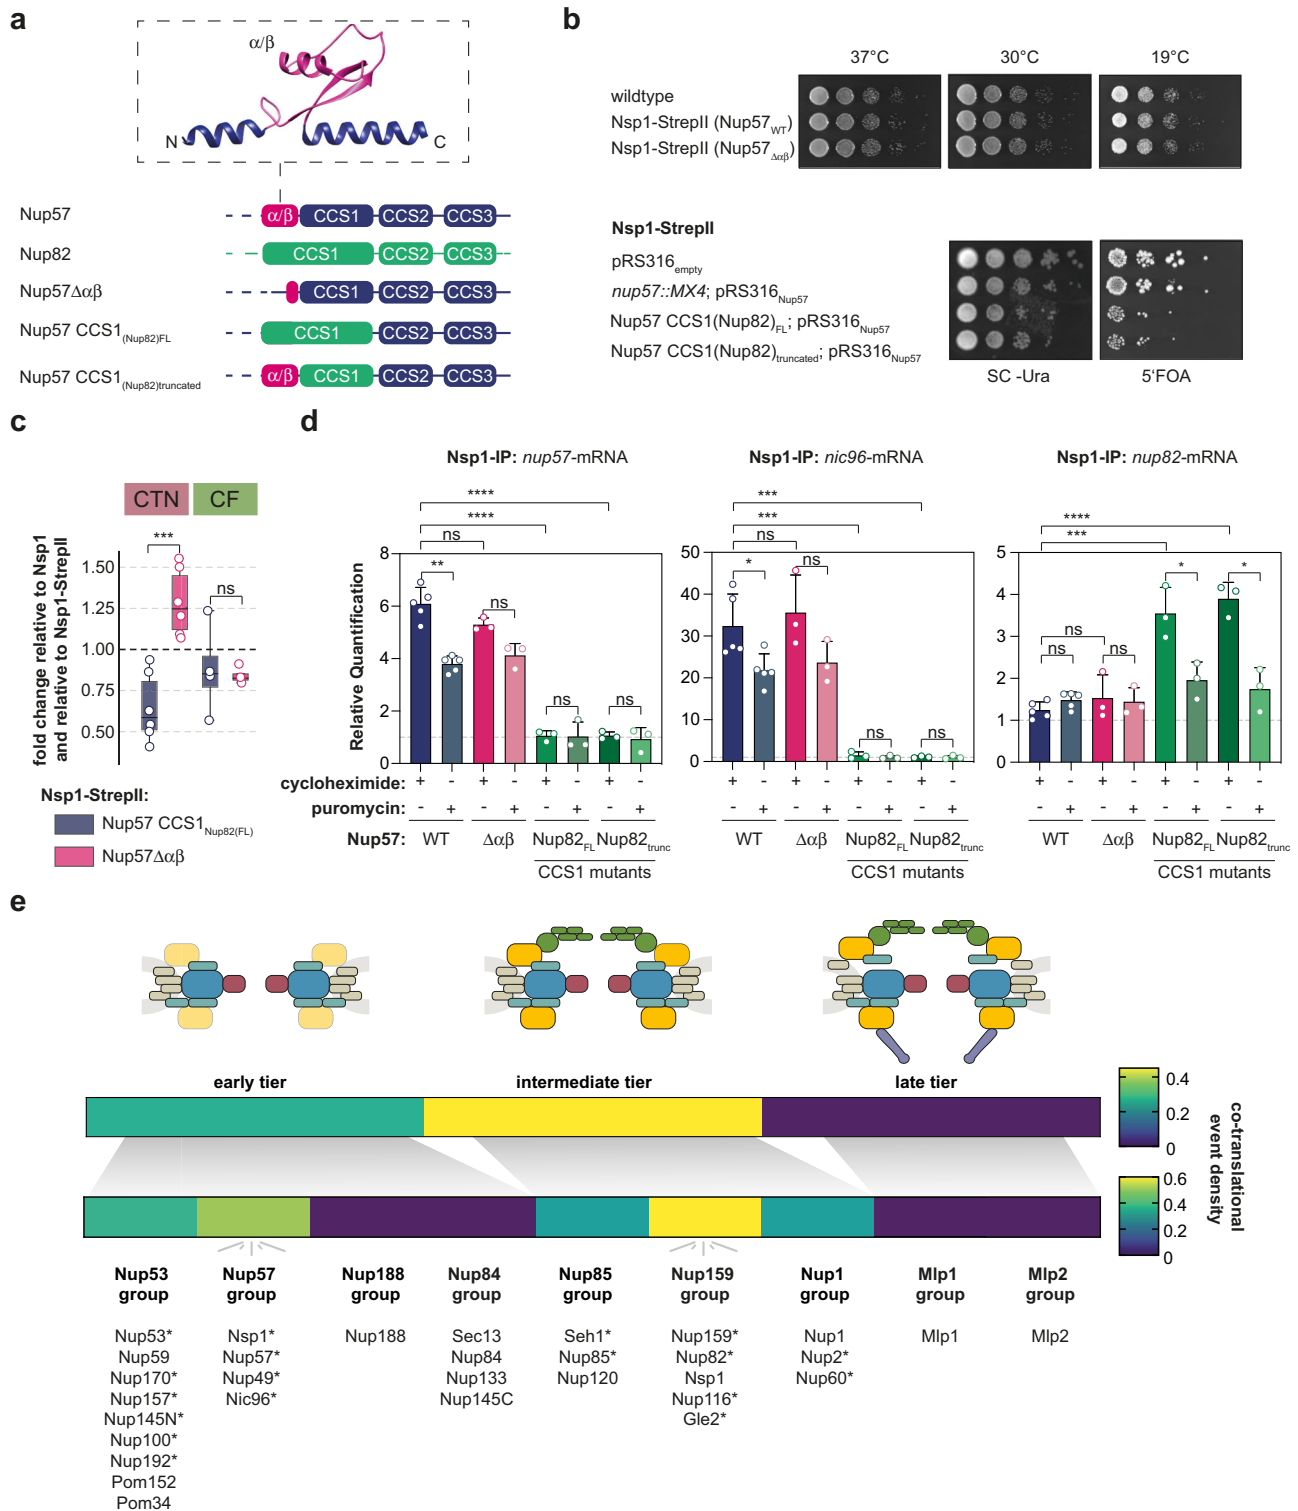 a
α/β
N
C
Nup57
α/β
CCS1
CCS2
CCS3
Nup82
CCS1
CCS2
CCS3
Nup57Δαβ
CCS1
CCS2
CCS3
Nup57 CCS1(Nup82)FL
CCS1
CCS2
CCS3
Nup57 CCS1(Nup82)truncated
α/β
CCS1
CCS2
CCS3
b
37°C
30°C
19°C
wildtype
Nsp1-StrepII (Nup57WT)
Nsp1-StrepII (Nup57Δαβ)
Nsp1-StrepII
pRS316empty
nup57::MX4; pRS316Nup57
Nup57 CCS1(Nup82)FL; pRS316Nup57
Nup57 CCS1(Nup82)truncated; pRS316Nup57
SC -Ura
5'FOA
c
CTN
CF
***
ns
fold change relative to Nsp1
and relative to Nsp1-StrepII
1.50
1.25
1.00
0.75
0.50
Nsp1-StrepII:
Nup57 CCS1Nup82(FL)
Nup57Δαβ
d
Nsp1-IP: nup57-mRNA
****
****
ns
**
ns
ns
ns
Relative Quantification
8
6
4
2
0
Nsp1-IP: nic96-mRNA
***
***
ns
*
ns
ns
ns
50
40
30
20
10
0
Nsp1-IP: nup82-mRNA
****
***
ns
ns
ns
*
*
5
4
3
2
1
0
cycloheximide:
+ - + - + - + -
+ - + - + - + -
+ - + - + - + -
puromycin:
- + - + - + - +
- + - + - + - +
- + - + - + - +
Nup57:
WT Δαβ Nup82FL Nup82trunc
WT Δαβ Nup82FL Nup82trunc
WT Δαβ Nup82FL Nup82trunc
CCS1 mutants
CCS1 mutants
CCS1 mutants
e
early tier
intermediate tier
late tier
0.4
0.2
0
0.6
0.4
0.2
0
co-translational
event density
Nup53
group
Nup53*
Nup59
Nup170*
Nup157*
Nup145N*
Nup100*
Nup192*
Pom152
Pom34
Nup57
group
Nsp1*
Nup57*
Nup49*
Nic96*
Nup188
group
Nup188
Nup84
group
Sec13
Nup84
Nup133
Nup145C
Nup85
group
Seh1*
Nup85*
Nup120
Nup159
group
Nup159*
Nup82*
Nsp1
Nup116*
Gle2*
Nup1
group
Nup1
Nup2*
Nup60*
Mlp1
group
Mlp1
Mlp2
group
Mlp2